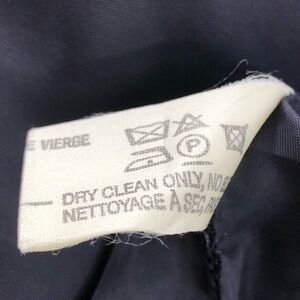 E VIERGE
P
DRY CLEAN ONLY, NO
NETTOYAGE À SEC,